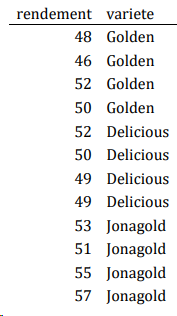 rendement variete
48 Golden
46 Golden
52 Golden
50 Golden
52 Delicious
50 Delicious
49 Delicious
49 Delicious
53 Jonagold
51 Jonagold
55 Jonagold
57 Jonagold